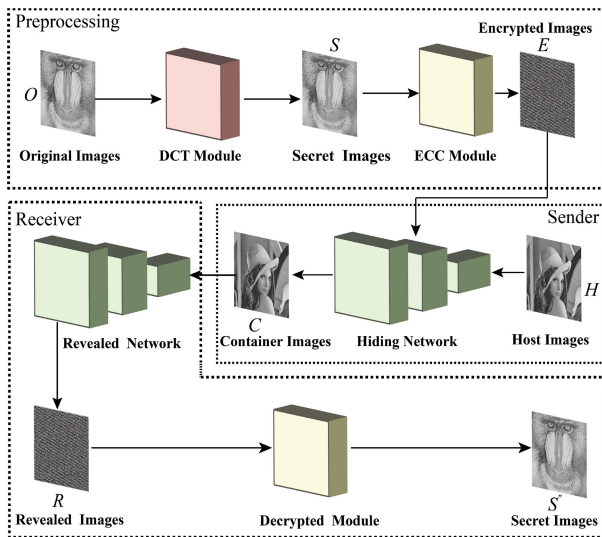 Preprocessing
Encrypted Images
O
S
E
Original Images
DCT Module
Secret Images
ECC Module
Receiver
Sender
C
H
Revealed Network
Container Images
Hiding Network
Host Images
R
S"
Revealed Images
Decrypted Module
Secret Images